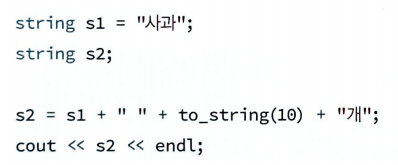 string s1 = "사과";
string s2;
s2 = s1 + " " + to_string(10) + "개";
cout << s2 << endl;